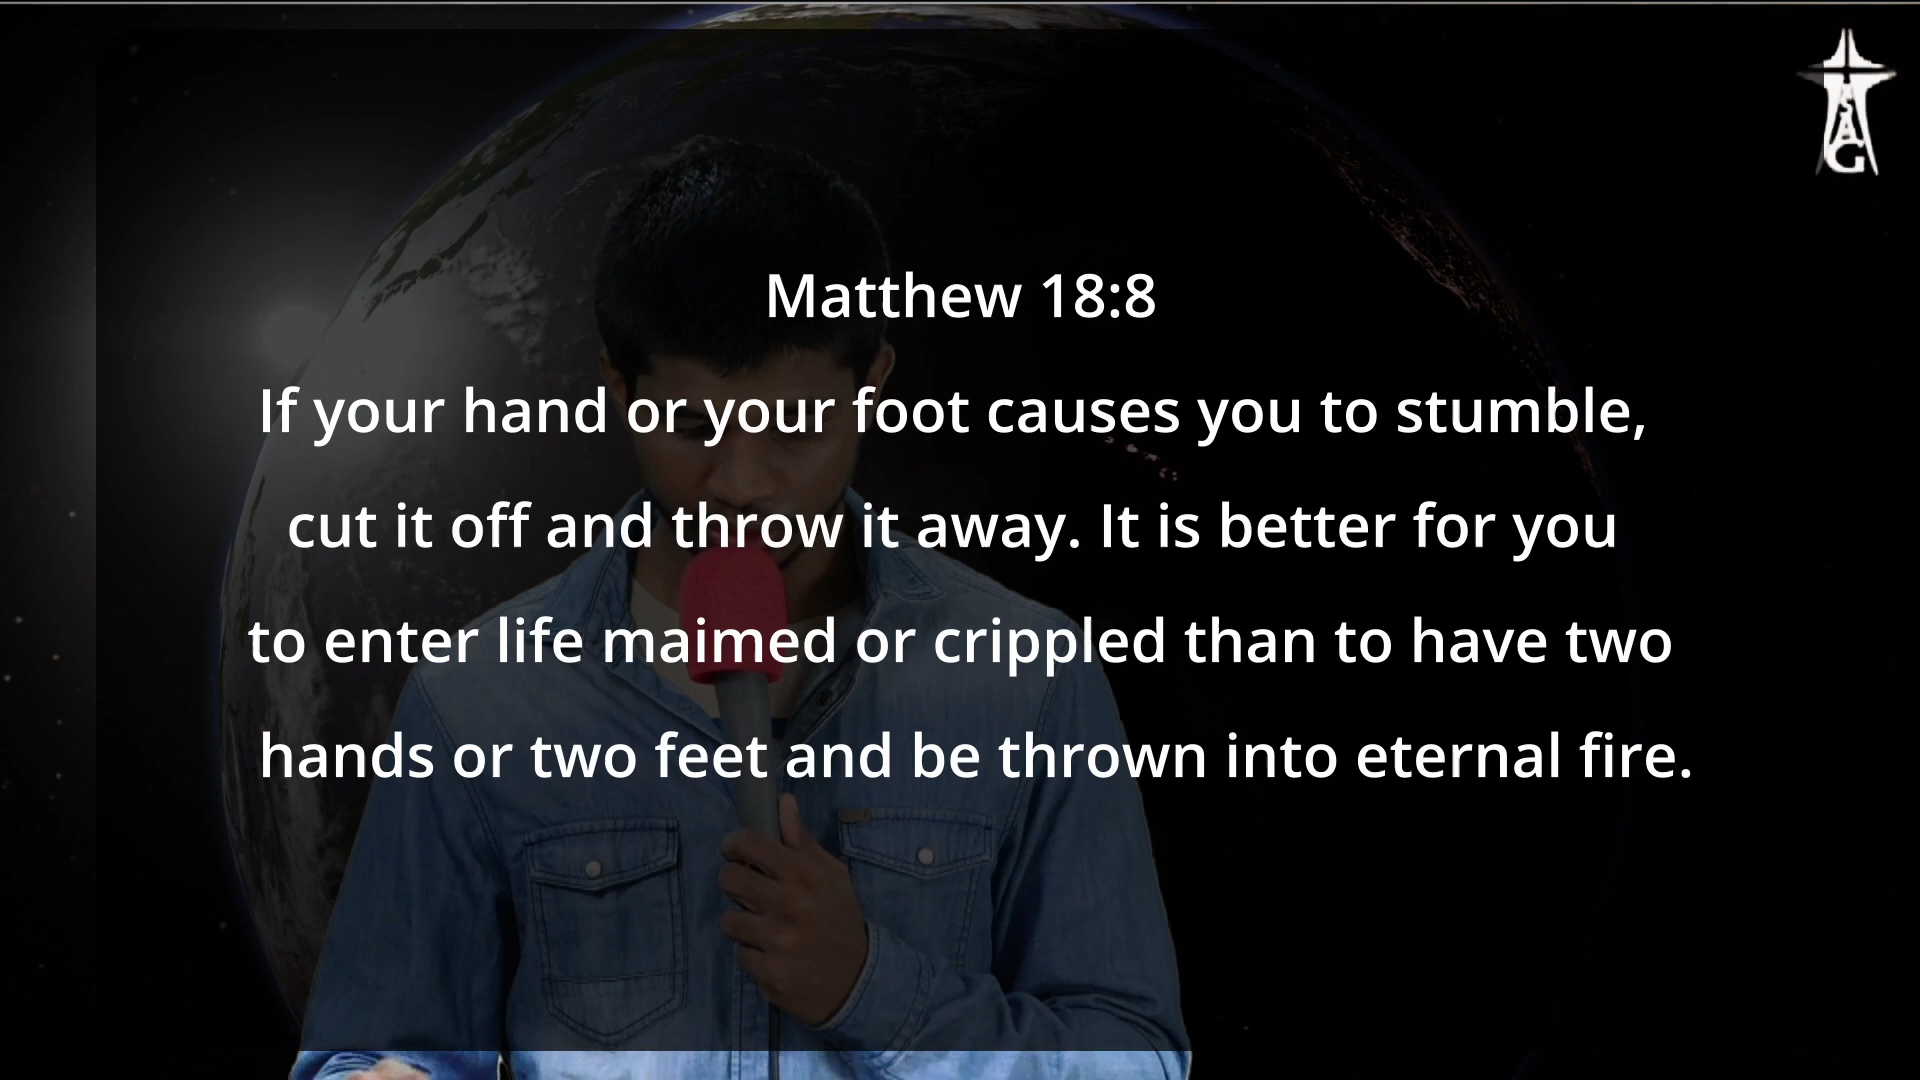 Matthew 18:8
If your hand or your foot causes you to stumble,
cut it off and throw it away. It is better for you
to enter life maimed or crippled than to have two
hands or two feet and be thrown into eternal fire.